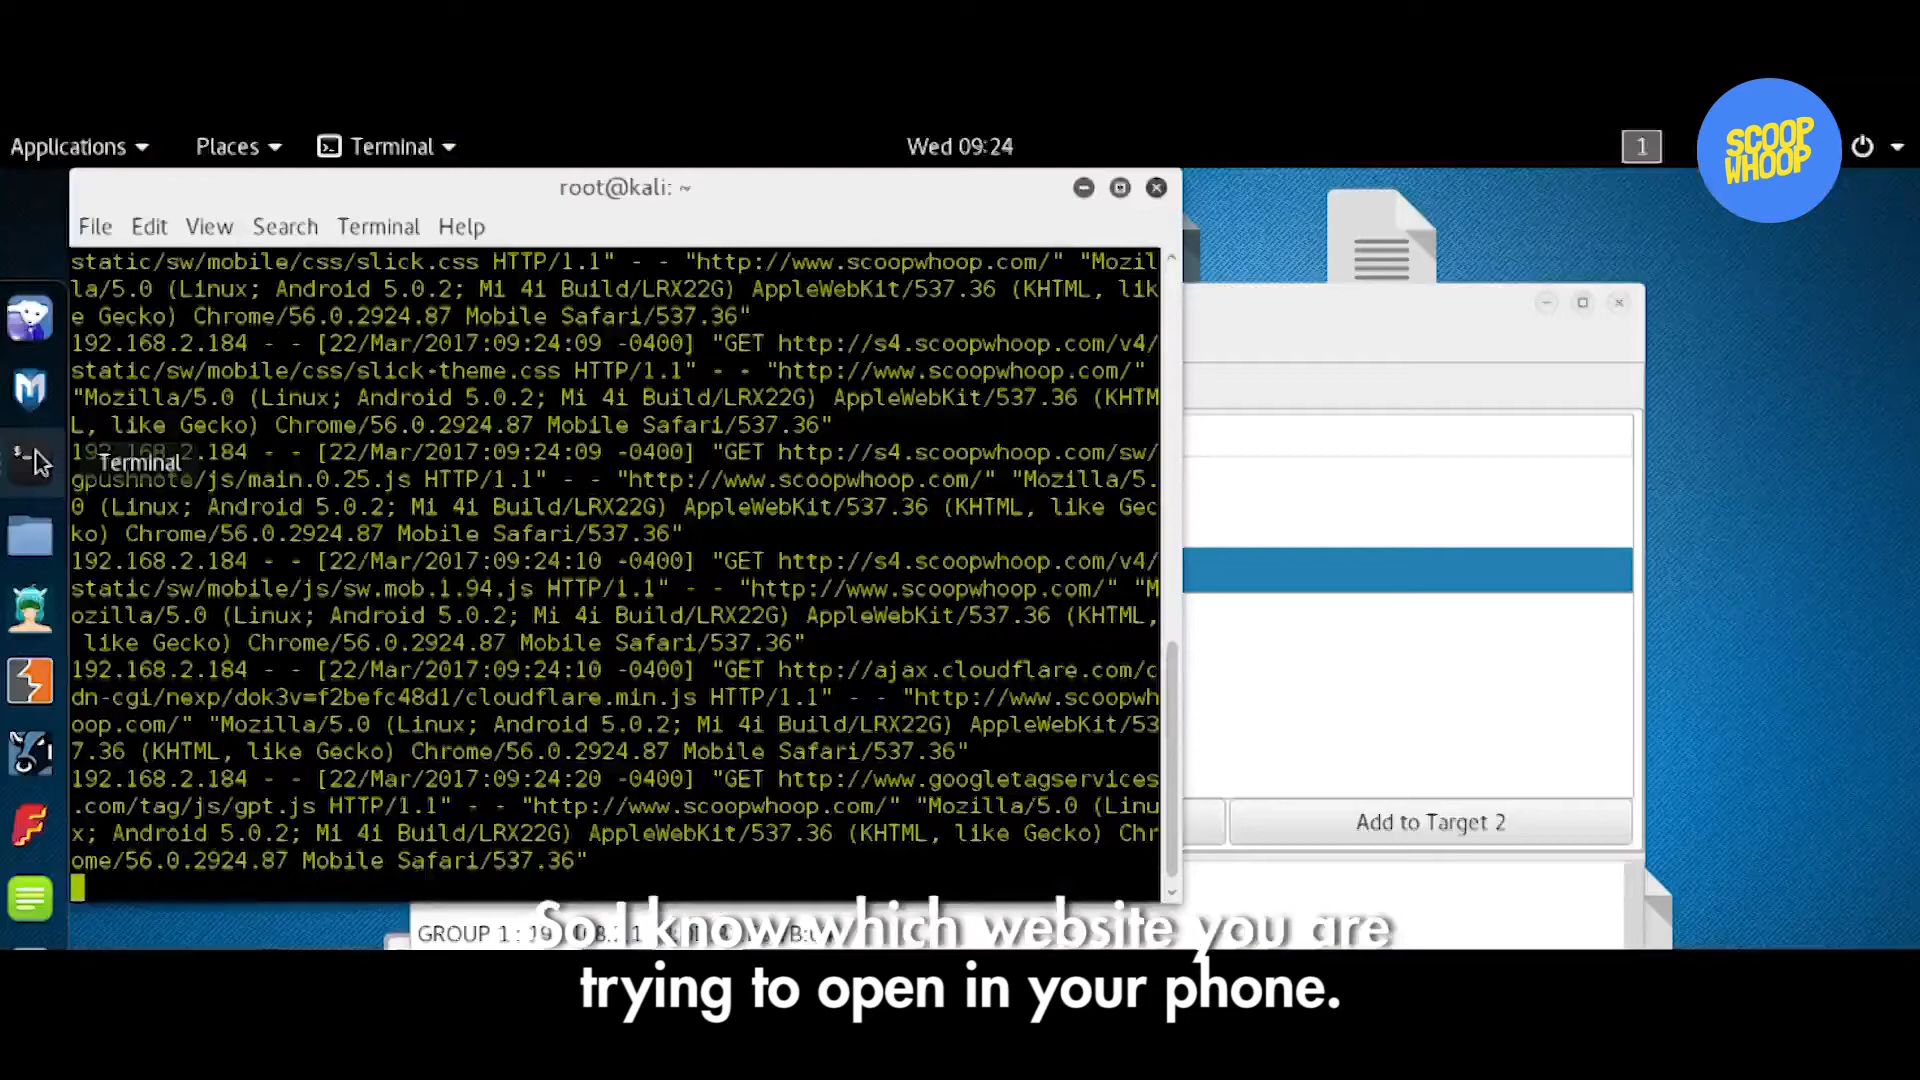 SCOOP
WHOOP
Applications Places Terminal Wed 09:24 1
root@kali: ~
File Edit View Search Terminal Help
static/sw/mobile/css/slick.css HTTP/1.1" - - "http://www.scoopwhoop.com/" "Mozil
la/5.0 (Linux; Android 5.0.2; Mi 4i Build/LRX22G) AppleWebKit/537.36 (KHTML, lik
e Gecko) Chrome/56.0.2924.87 Mobile Safari/537.36"
192.168.2.184 - - [22/Mar/2017:09:24:09 -0400] "GET http://s4.scoopwhoop.com/v4/
static/sw/mobile/css/slick-theme.css HTTP/1.1" - - "http://www.scoopwhoop.com/"
"Mozilla/5.0 (Linux; Android 5.0.2; Mi 4i Build/LRX22G) AppleWebKit/537.36 (KHTM
L, like Gecko) Chrome/56.0.2924.87 Mobile Safari/537.36"
192.168.2.184 - - [22/Mar/2017:09:24:09 -0400] "GET http://s4.scoopwhoop.com/sw/
Terminal
gpushnote/js/main.0.25.js HTTP/1.1" - - "http://www.scoopwhoop.com/" "Mozilla/5.
0 (Linux; Android 5.0.2; Mi 4i Build/LRX22G) AppleWebKit/537.36 (KHTML, like Gec
ko) Chrome/56.0.2924.87 Mobile Safari/537.36"
192.168.2.184 - - [22/Mar/2017:09:24:10 -0400] "GET http://s4.scoopwhoop.com/v4/
static/sw/mobile/js/sw.mob.1.94.js HTTP/1.1" - - "http://www.scoopwhoop.com/" "M
ozilla/5.0 (Linux; Android 5.0.2; Mi 4i Build/LRX22G) AppleWebKit/537.36 (KHTML,
like Gecko) Chrome/56.0.2924.87 Mobile Safari/537.36"
192.168.2.184 - - [22/Mar/2017:09:24:10 -0400] "GET http://ajax.cloudflare.com/c
dn-cgi/nexp/dok3v=f2befc48d1/cloudflare.min.js HTTP/1.1" - - "http://www.scoopwh
oop.com/" "Mozilla/5.0 (Linux; Android 5.0.2; Mi 4i Build/LRX22G) AppleWebKit/53
7.36 (KHTML, like Gecko) Chrome/56.0.2924.87 Mobile Safari/537.36"
192.168.2.184 - - [22/Mar/2017:09:24:20 -0400] "GET http://www.googletagservices
.com/tag/js/gpt.js HTTP/1.1" - - "http://www.scoopwhoop.com/" "Mozilla/5.0 (Linu
x; Android 5.0.2; Mi 4i Build/LRX22G) AppleWebKit/537.36 (KHTML, like Gecko) Chr
ome/56.0.2924.87 Mobile Safari/537.36"
Add to Target 2
GROUP 1 :
So I know which website you are
trying to open in your phone.